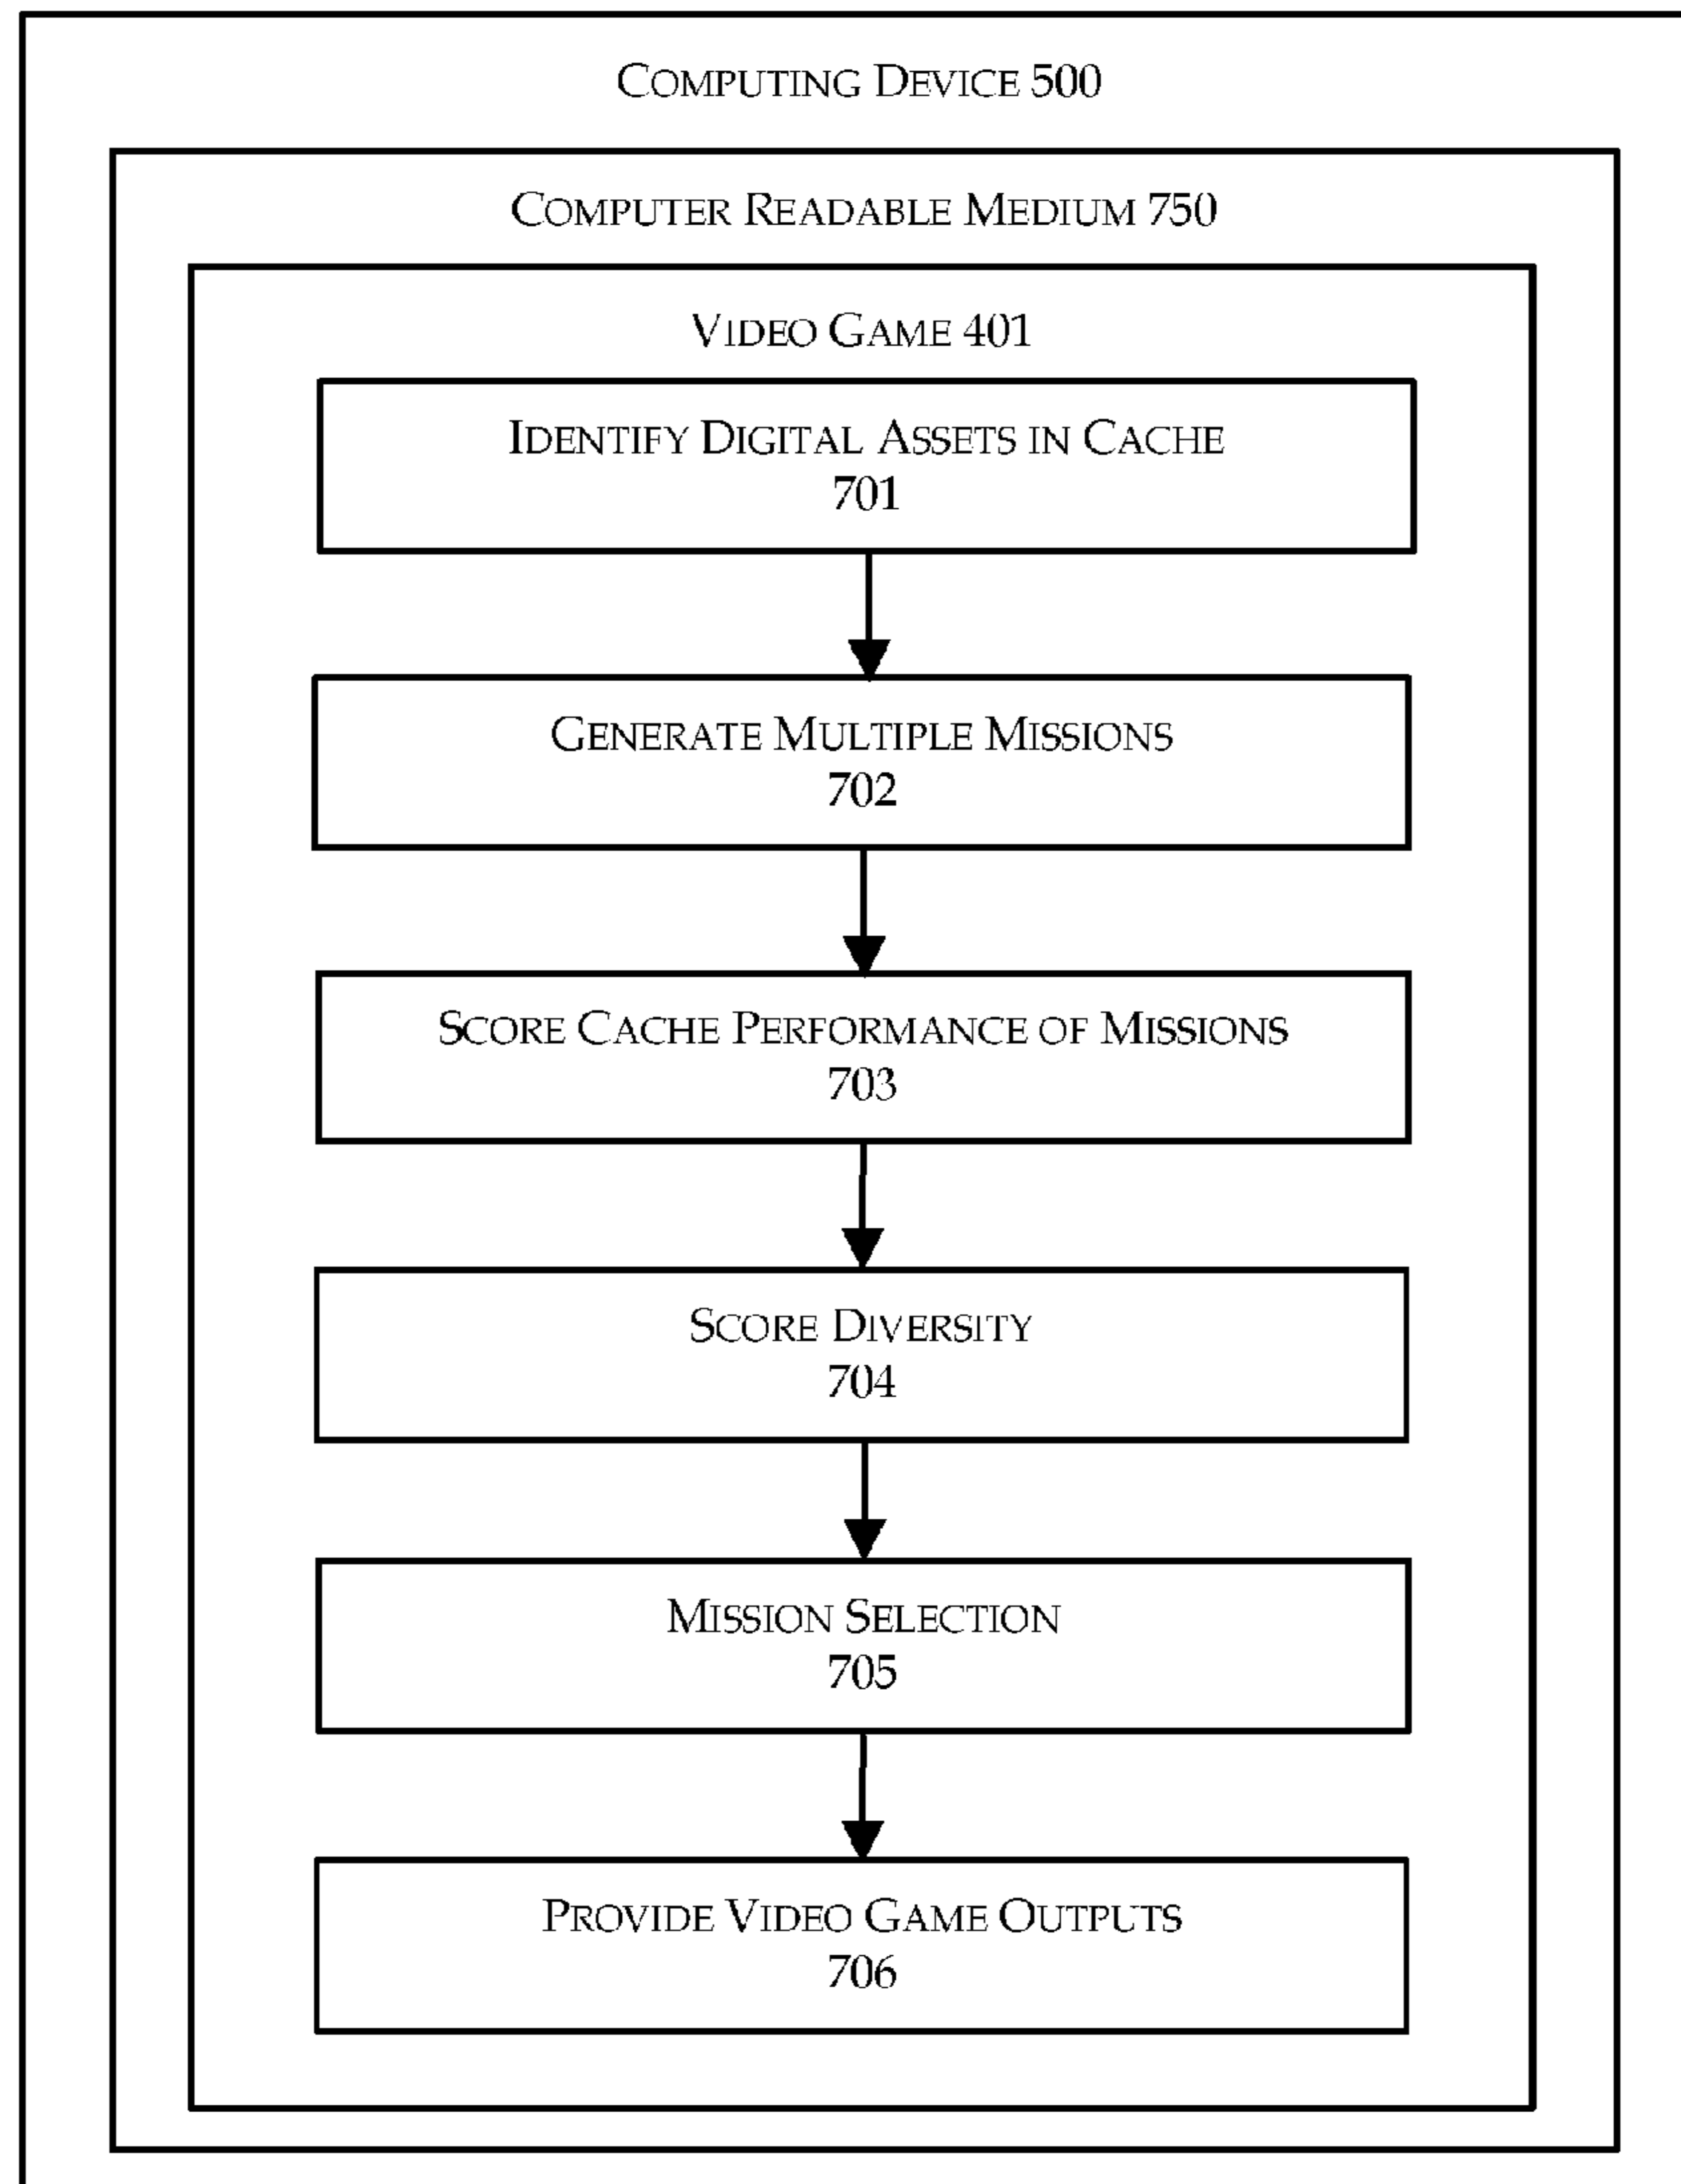 COMPUTING DEVICE 500
COMPUTER READABLE MEDIUM 750
VIDEO GAME 401
IDENTIFY DIGITAL ASSETS IN CACHE
701
GENERATE MULTIPLE MISSIONS
702
SCORE CACHE PERFORMANCE OF MISSIONS
703
SCORE DIVERSITY
704
MISSION SELECTION
705
PROVIDE VIDEO GAME OUTPUTS
706